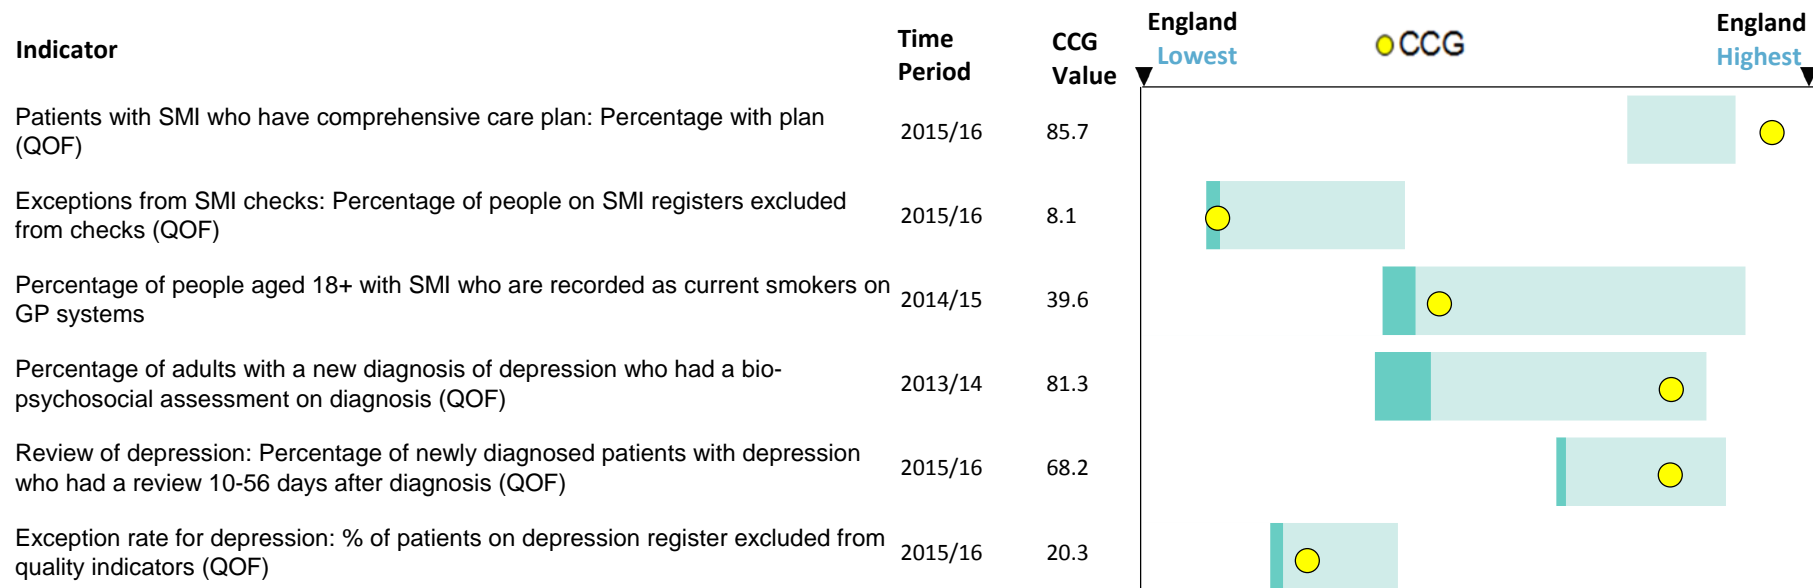 Indicator
Time
Period
CCG
Value
England
Lowest
CCG
England
Highest
Patients with SMI who have comprehensive care plan: Percentage with plan
(QOF)
2015/16
85.7
Exceptions from SMI checks: Percentage of people on SMI registers excluded
from checks (QOF)
2015/16
8.1
Percentage of people aged 18+ with SMI who are recorded as current smokers on
GP systems
2014/15
39.6
Percentage of adults with a new diagnosis of depression who had a bio-
psychosocial assessment on diagnosis (QOF)
2013/14
81.3
Review of depression: Percentage of newly diagnosed patients with depression
who had a review 10-56 days after diagnosis (QOF)
2015/16
68.2
Exception rate for depression: % of patients on depression register excluded from
quality indicators (QOF)
2015/16
20.3